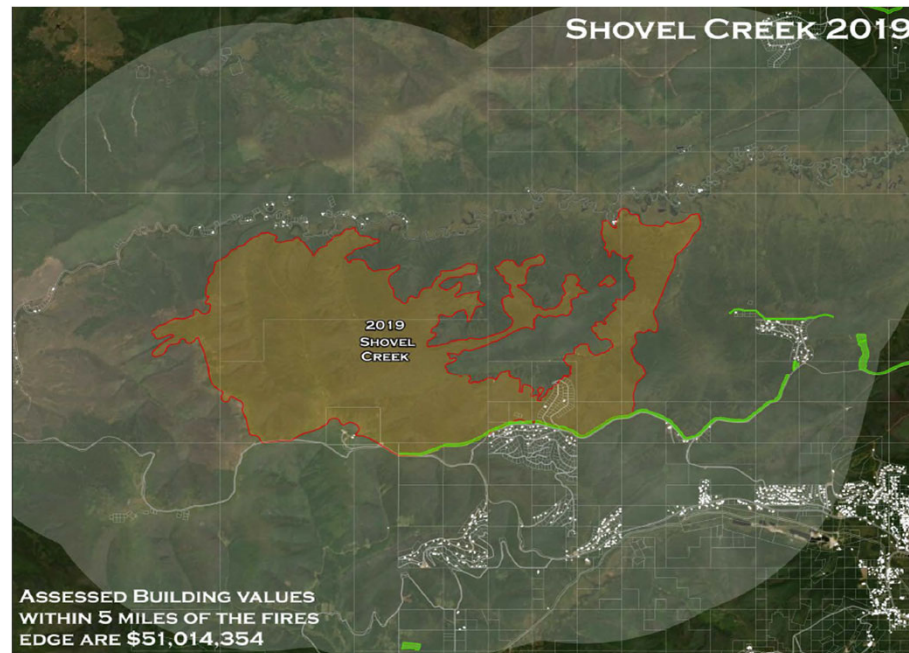 SHOVEL CREEK 2019
2019
SHOVEL
CREEK
ASSESSED BUILDING VALUES
WITHIN 5 MILES OF THE FIRES
EDGE ARE $51,014,354